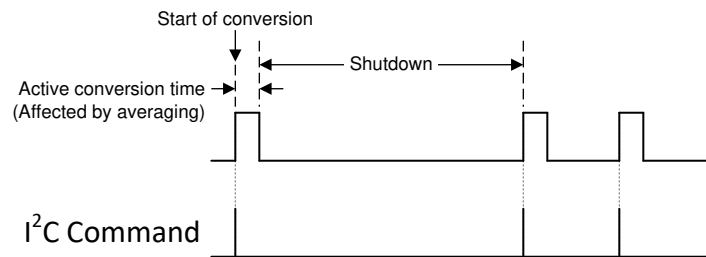 Start of conversion
Shutdown
Active conversion time
(Affected by averaging)
I²C Command